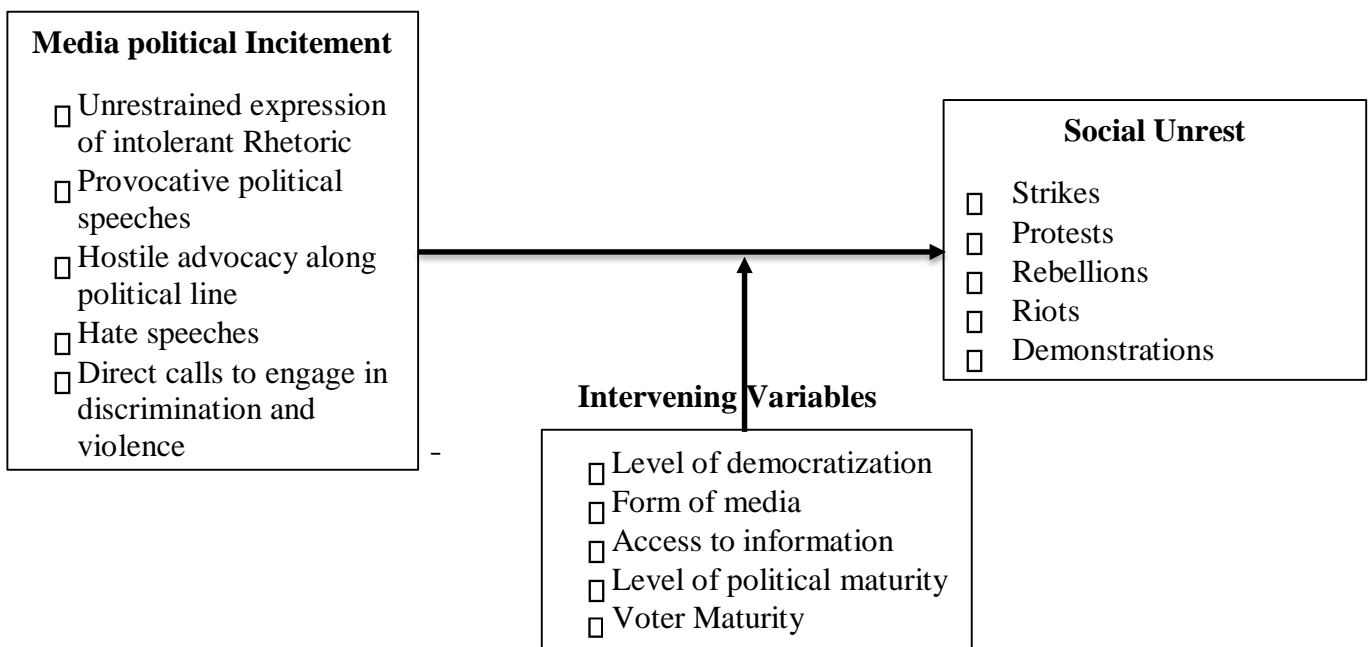 Media political Incitement
Unrestrained expression
of intolerant Rhetoric
Provocative political
speeches
Hostile advocacy along
political line
Hate speeches
Direct calls to engage in
discrimination and
violence
-
Social Unrest
Strikes
Protests
Rebellions
Riots
Demonstrations
Intervening Variables
Level of democratization
Form of media
Access to information
Level of political maturity
Voter Maturity